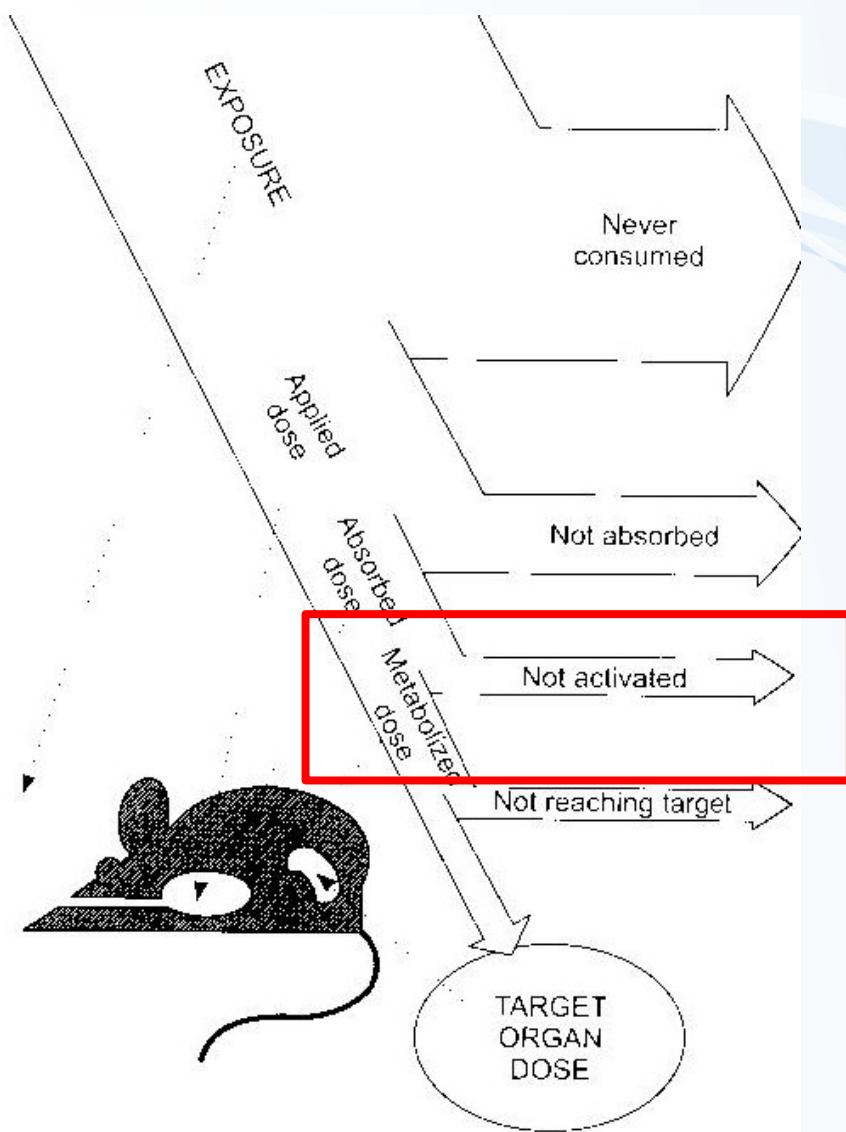 EXPOSURE
Never
consumed
Applied
dose
Not absorbed
Absorbed
dose
Not activated
Metabolized
dose
Not reaching target
TARGET
ORGAN
DOSE